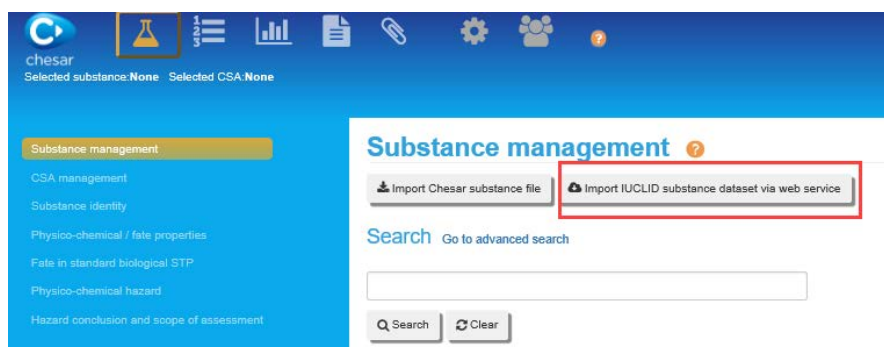 chesar
Selected substance:None Selected CSA:None
Substance management
CSA management
Substance identity
Physico-chemical / fate properties
Fate in standard biological STP
Physico-chemical hazard
Hazard conclusion and scope of assessment
Substance management ?
Import Chesar substance file
Import IUCLID substance dataset via web service
Search Go to advanced search
Search
Clear